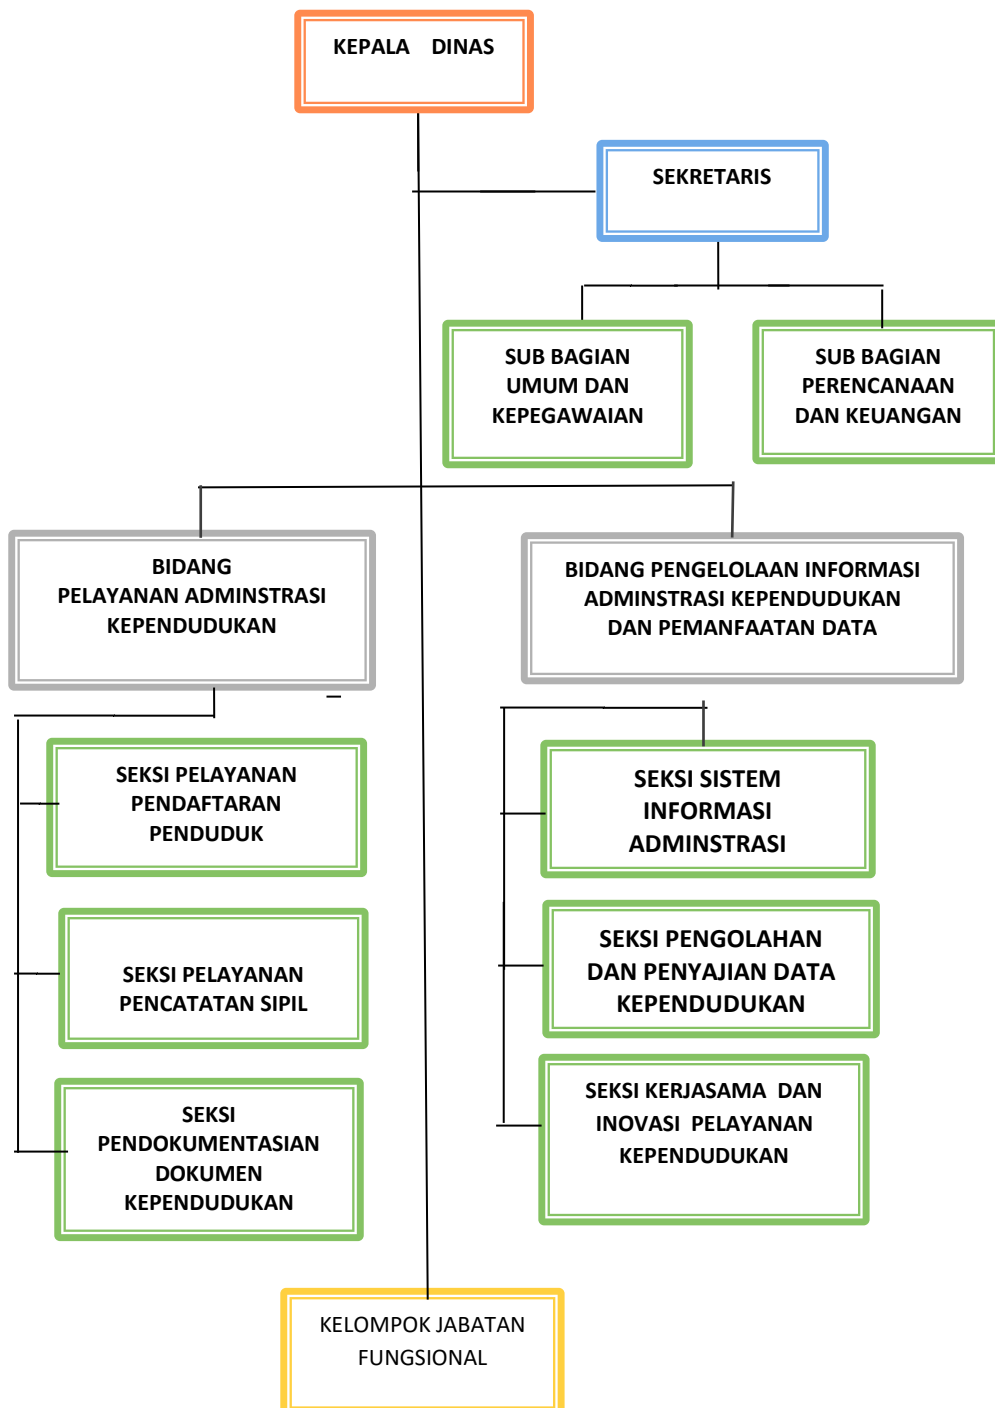 KEPALA DINAS
SEKRETARIS
SUB BAGIAN
UMUM DAN
KEPEGAWAIAN
SUB BAGIAN
PERENCANAAN
DAN KEUANGAN
BIDANG
PELAYANAN ADMINSTRASI
KEPENDUDUKAN
BIDANG PENGELOLAAN INFORMASI
ADMINSTRASI KEPENDUDUKAN
DAN PEMANFAATAN DATA
SEKSI PELAYANAN
PENDAFTARAN
PENDUDUK
SEKSI PELAYANAN
PENCATATAN SIPIL
SEKSI
PENDOKUMENTASIAN
DOKUMEN
KEPENDUDUKAN
SEKSI SISTEM
INFORMASI
ADMINSTRASI
SEKSI PENGOLAHAN
DAN PENYAJIAN DATA
KEPENDUDUKAN
SEKSI KERJASAMA DAN
INOVASI PELAYANAN
KEPENDUDUKAN
KELOMPOK JABATAN
FUNGSIONAL